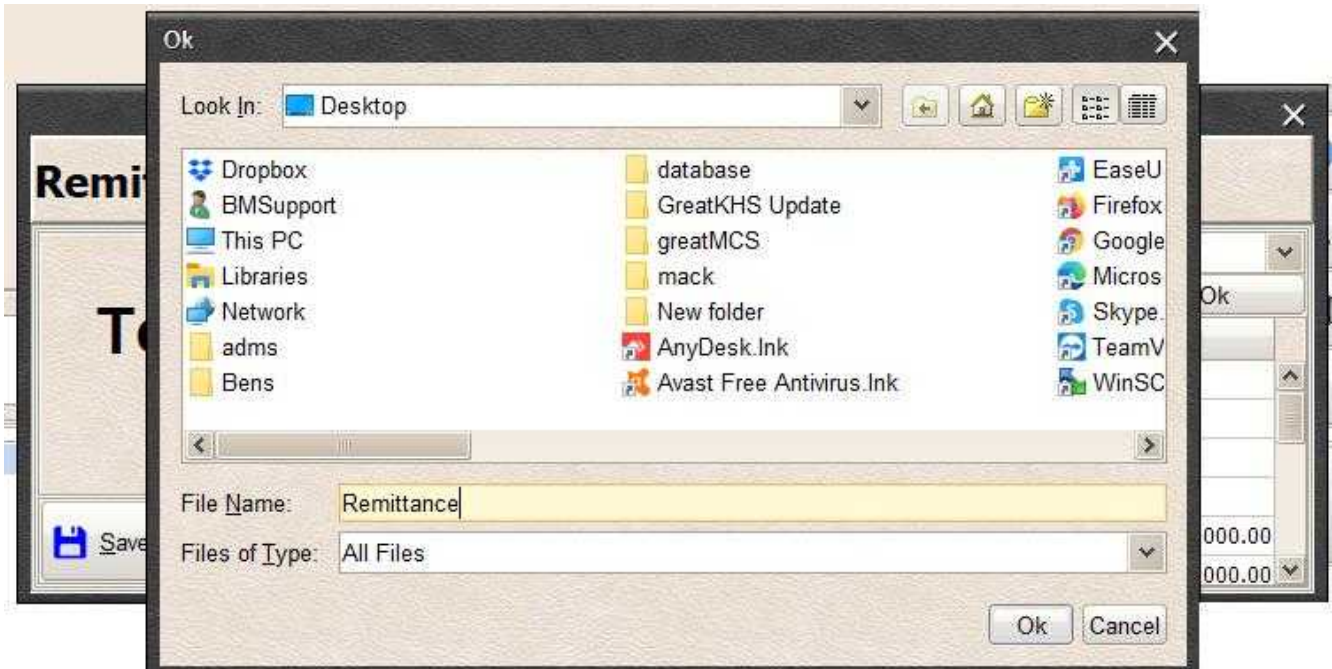 Ok
Look In: Desktop
Remi
Dropbox database EaseU
BMSupport GreatKHS Update Firefox
This PC greatMCS Google
Libraries mack Micros
Network New folder Skype.
adms AnyDesk.lnk TeamV
Bens Avast Free Antivirus.lnk WinSC
Ok
File Name: Remittance
Save
Files of Type: All Files
000.00
000.00
Ok Cancel